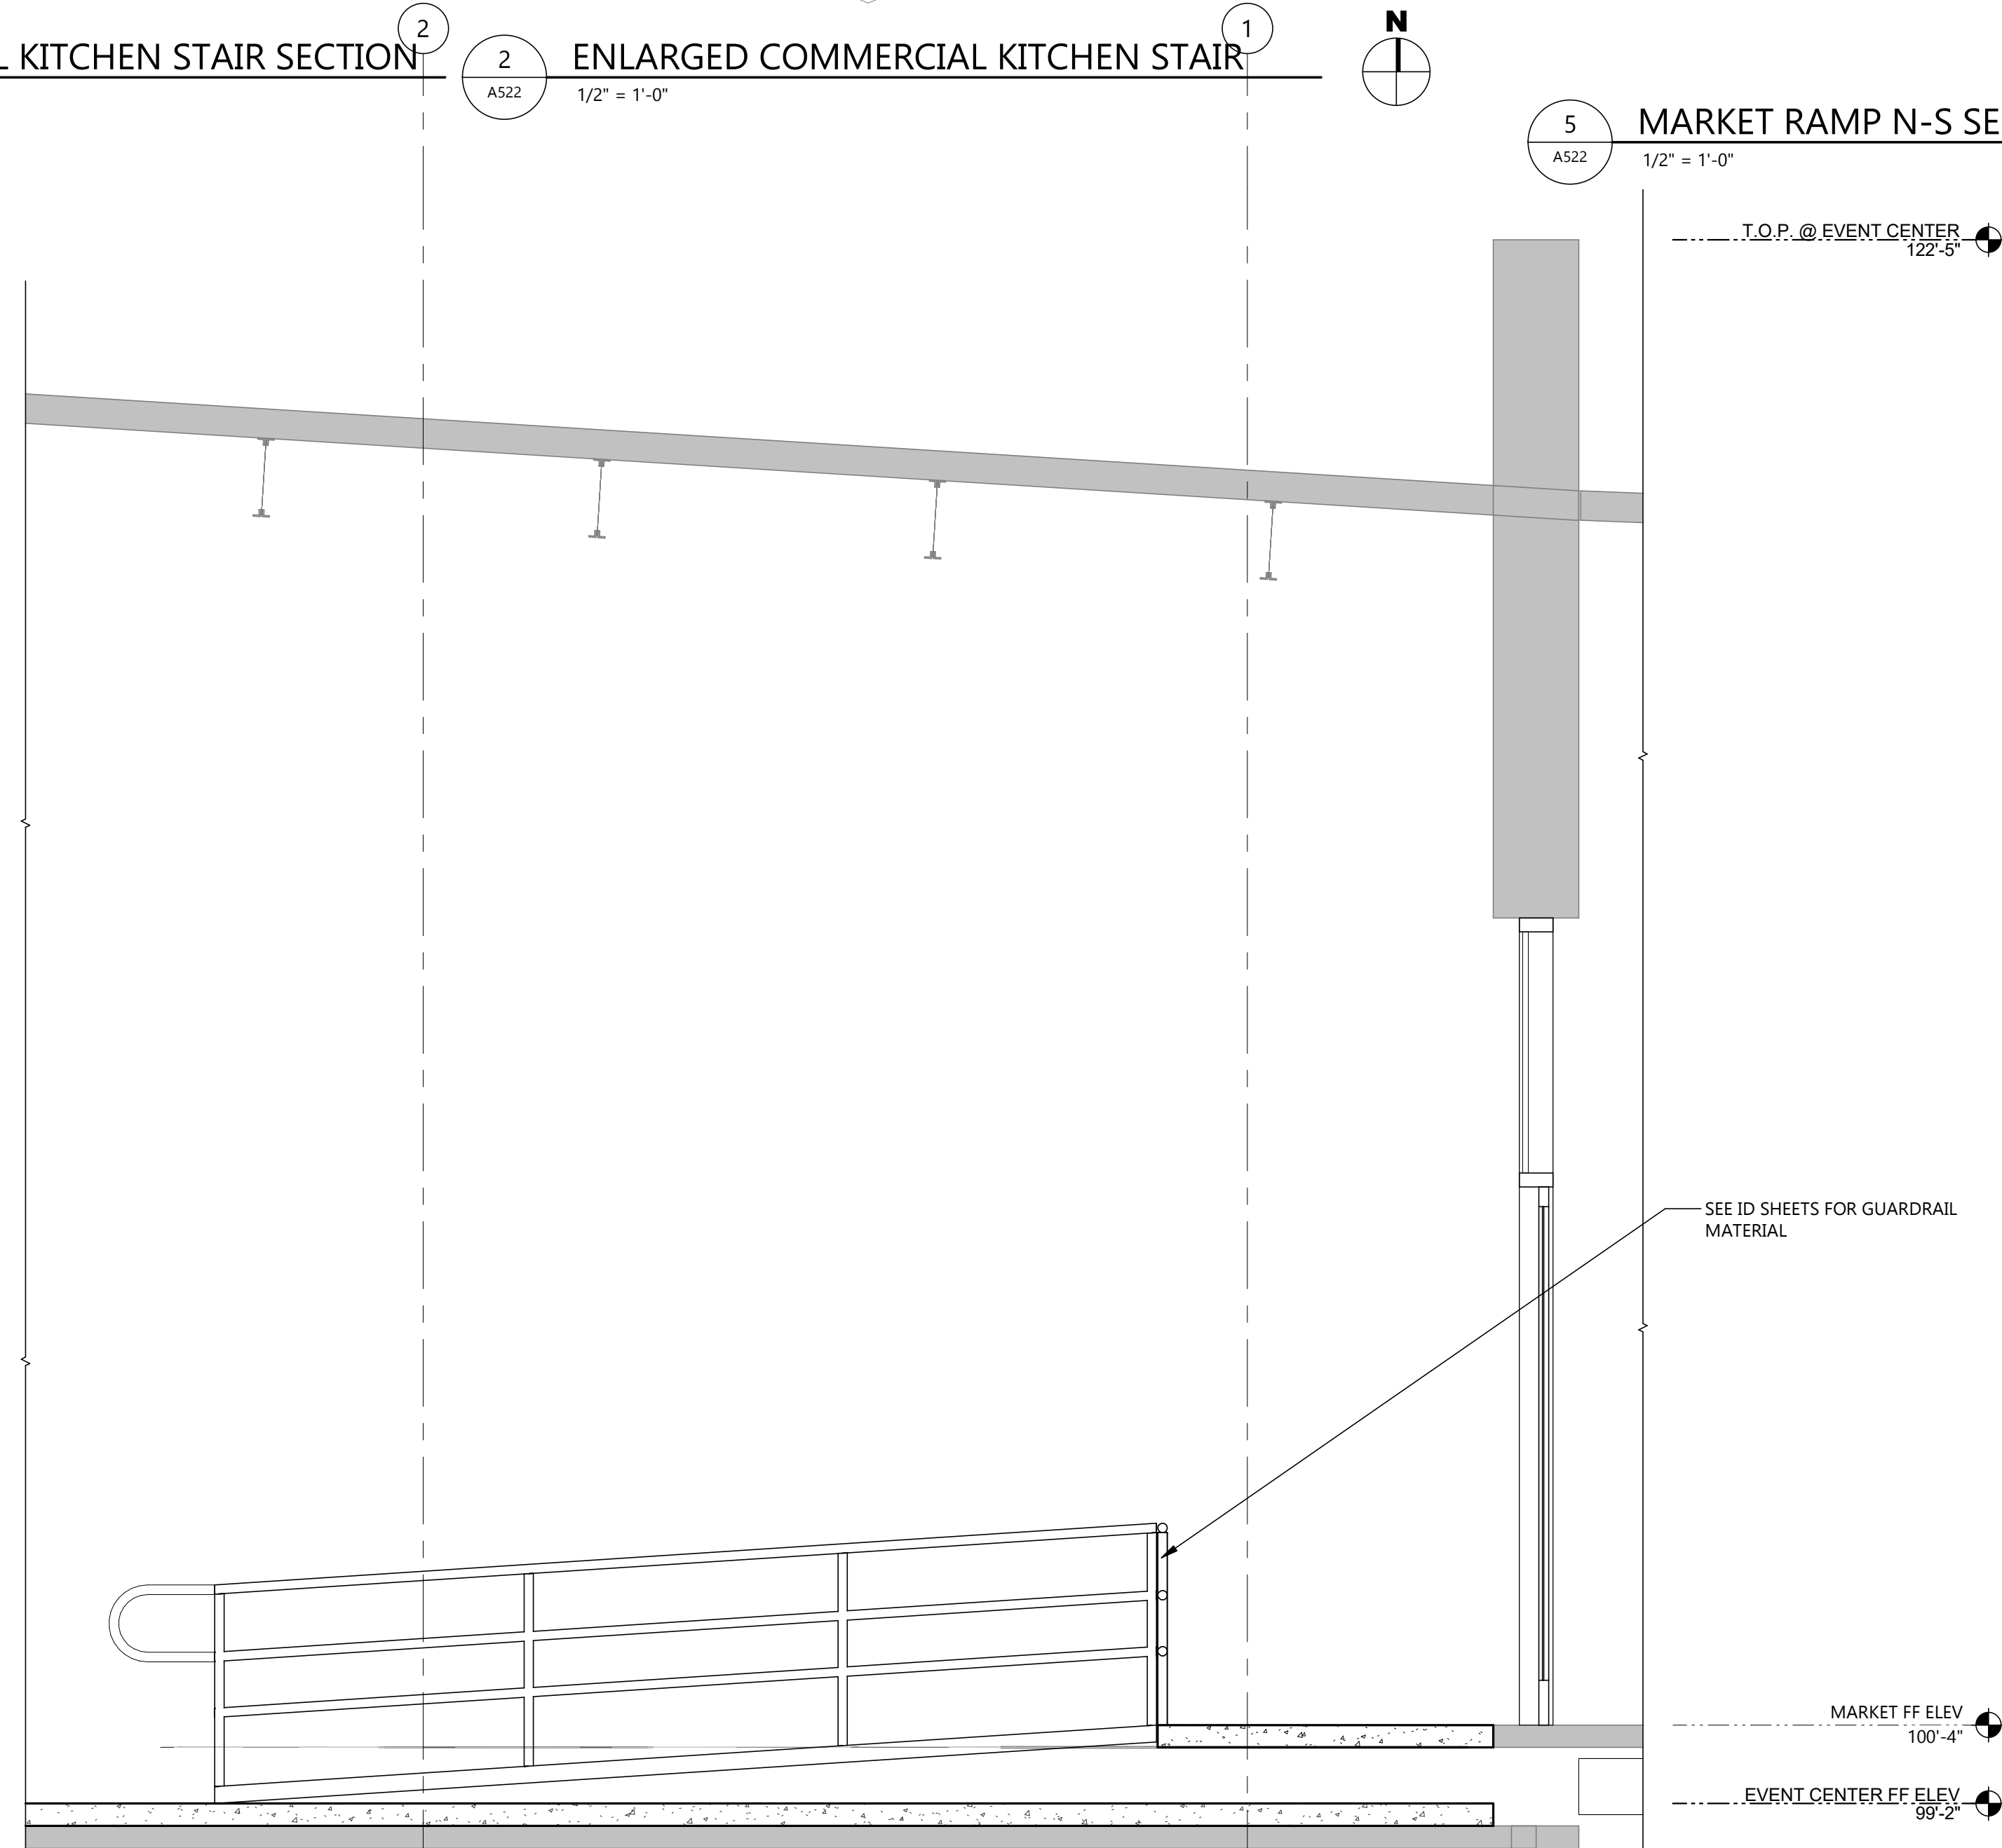 2
1
N
L KITCHEN STAIR SECTION
2
A522
ENLARGED COMMERCIAL KITCHEN STAIR
1/2" = 1'-0"
5
A522
MARKET RAMP N-S SE
1/2" = 1'-0"
T.O.P. @ EVENT CENTER
122'-5"
SEE ID SHEETS FOR GUARDRAIL
MATERIAL
MARKET FF ELEV
100'-4"
EVENT CENTER FF ELEV
99'-2"